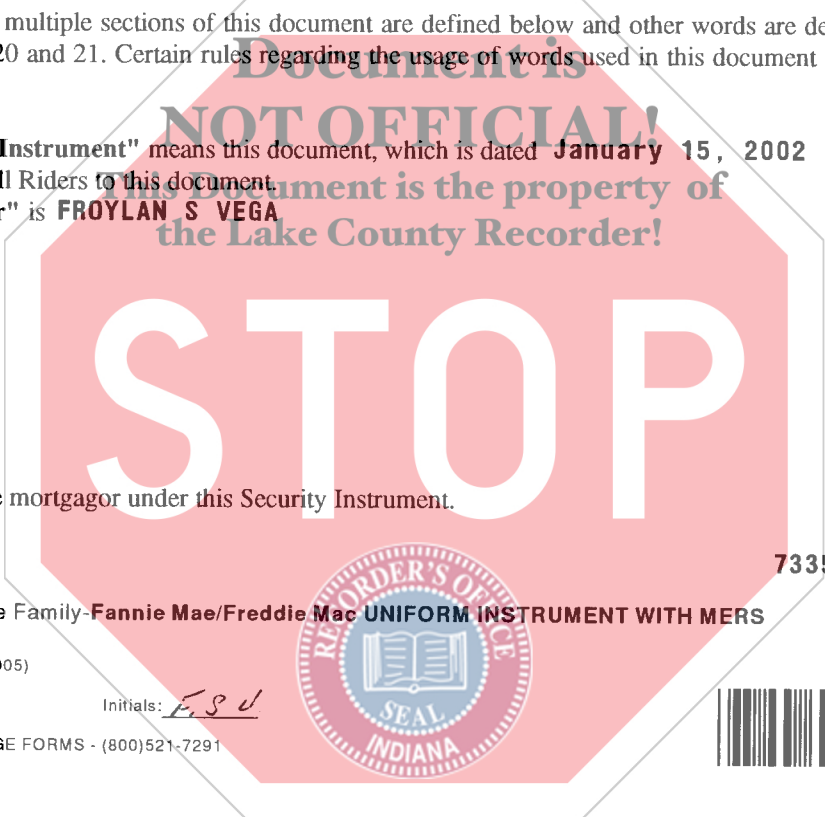 multiple sections of this document are defined below and other words are de
20 and 21. Certain rules regarding the usage of words used in this document
Document is
NOT OFFICIAL!
Instrument" means this document, which is dated January 15, 2002
ll Riders to this document.
This Document is the property of
r" is FROYLAN S VEGA
the Lake County Recorder!
STOP
e mortgagor under this Security Instrument.
7335
e Family-Fannie Mae/Freddie Mac UNIFORM INSTRUMENT WITH MERS
005)
Initials: F.S V
GE FORMS - (800)521-7291
RECORDER'S OFFICE
SEAL
INDIANA